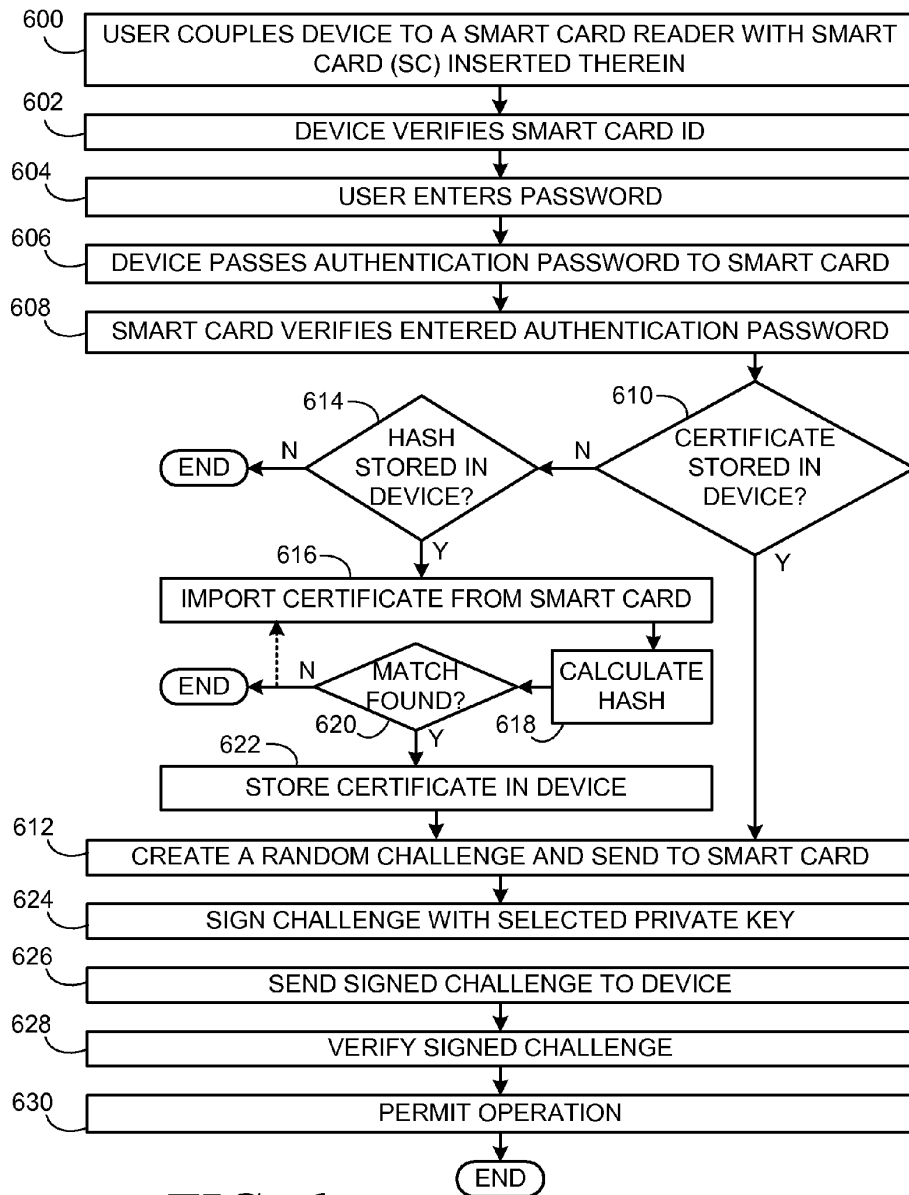 600
USER COUPLES DEVICE TO A SMART CARD READER WITH SMART
CARD (SC) INSERTED THEREIN
602
DEVICE VERIFIES SMART CARD ID
604
USER ENTERS PASSWORD
606
DEVICE PASSES AUTHENTICATION PASSWORD TO SMART CARD
608
SMART CARD VERIFIES ENTERED AUTHENTICATION PASSWORD
610
CERTIFICATE
STORED IN
DEVICE?
N
Y
614
HASH
STORED IN
DEVICE?
N
END
Y
616
IMPORT CERTIFICATE FROM SMART CARD
CALCULATE
HASH
618
MATCH
FOUND?
620
N
END
Y
622
STORE CERTIFICATE IN DEVICE
612
CREATE A RANDOM CHALLENGE AND SEND TO SMART CARD
624
SIGN CHALLENGE WITH SELECTED PRIVATE KEY
626
SEND SIGNED CHALLENGE TO DEVICE
628
VERIFY SIGNED CHALLENGE
630
PERMIT OPERATION
END